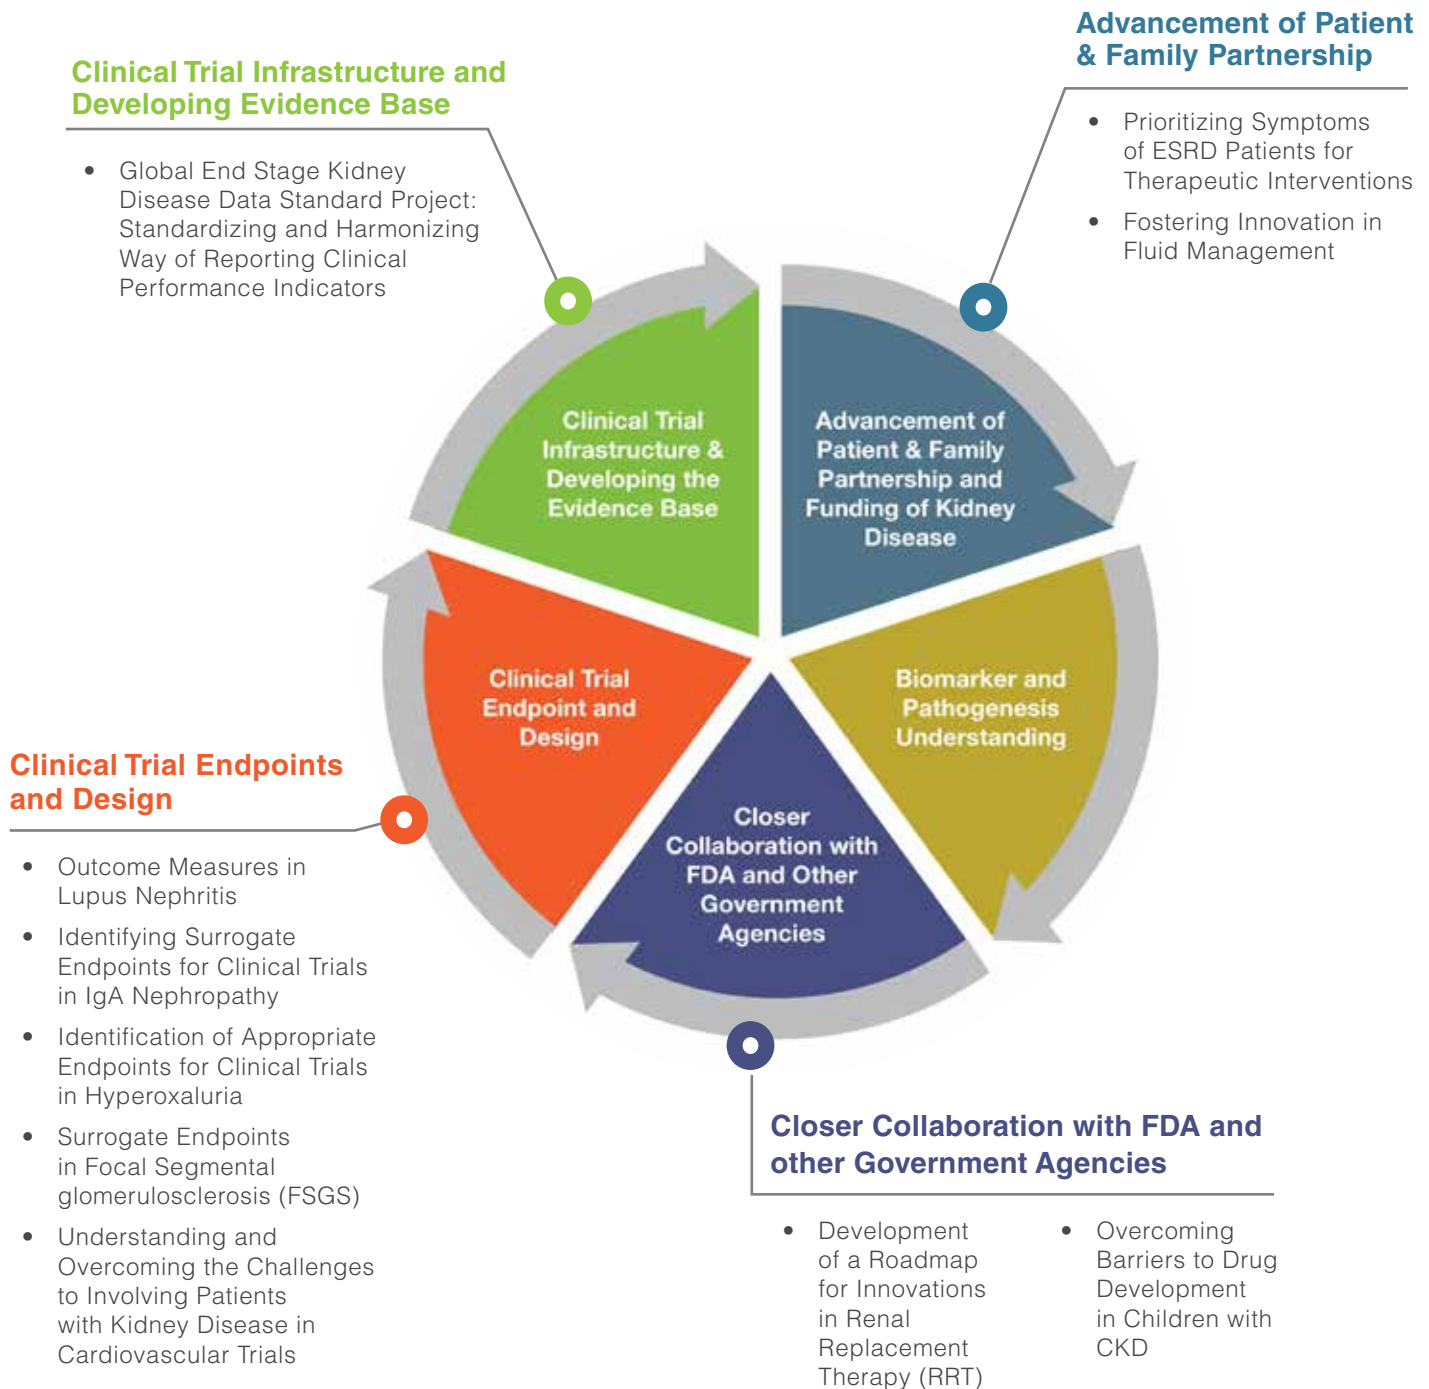 Advancement of Patient
& Family Partnership
• Prioritizing Symptoms
of ESRD Patients for
Therapeutic Interventions
• Fostering Innovation in
Fluid Management
Clinical Trial Infrastructure and
Developing Evidence Base
• Global End Stage Kidney
Disease Data Standard Project:
Standardizing and Harmonizing
Way of Reporting Clinical
Performance Indicators
Clinical Trial
Infrastructure &
Developing the
Evidence Base
Advancement of
Patient & Family
Partnership and
Funding of Kidney
Disease
Clinical Trial
Endpoint and
Design
Biomarker and
Pathogenesis
Understanding
Closer
Collaboration with
FDA and Other
Government
Agencies
Clinical Trial Endpoints
and Design
• Outcome Measures in
Lupus Nephritis
• Identifying Surrogate
Endpoints for Clinical Trials
in IgA Nephropathy
• Identification of Appropriate
Endpoints for Clinical Trials
in Hyperoxaluria
• Surrogate Endpoints
in Focal Segmental
glomerulosclerosis (FSGS)
• Understanding and
Overcoming the Challenges
to Involving Patients
with Kidney Disease in
Cardiovascular Trials
Closer Collaboration with FDA and
other Government Agencies
• Development
of a Roadmap
for Innovations
in Renal
Replacement
Therapy (RRT)
• Overcoming
Barriers to Drug
Development
in Children with
CKD